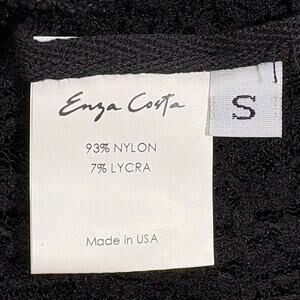 Enza Costa
S
93% NYLON
7% LYCRA
Made in USA